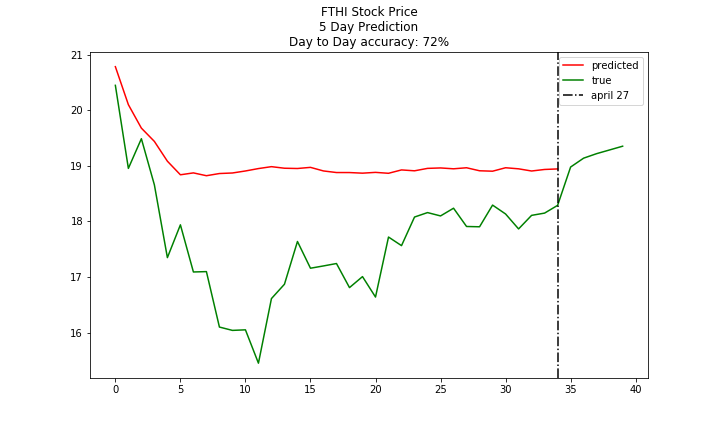 FTHI Stock Price
5 Day Prediction
Day to Day accuracy: 72%
predicted
true
april 27
21
20
19
18
17
16
0 5 10 15 20 25 30 35 40